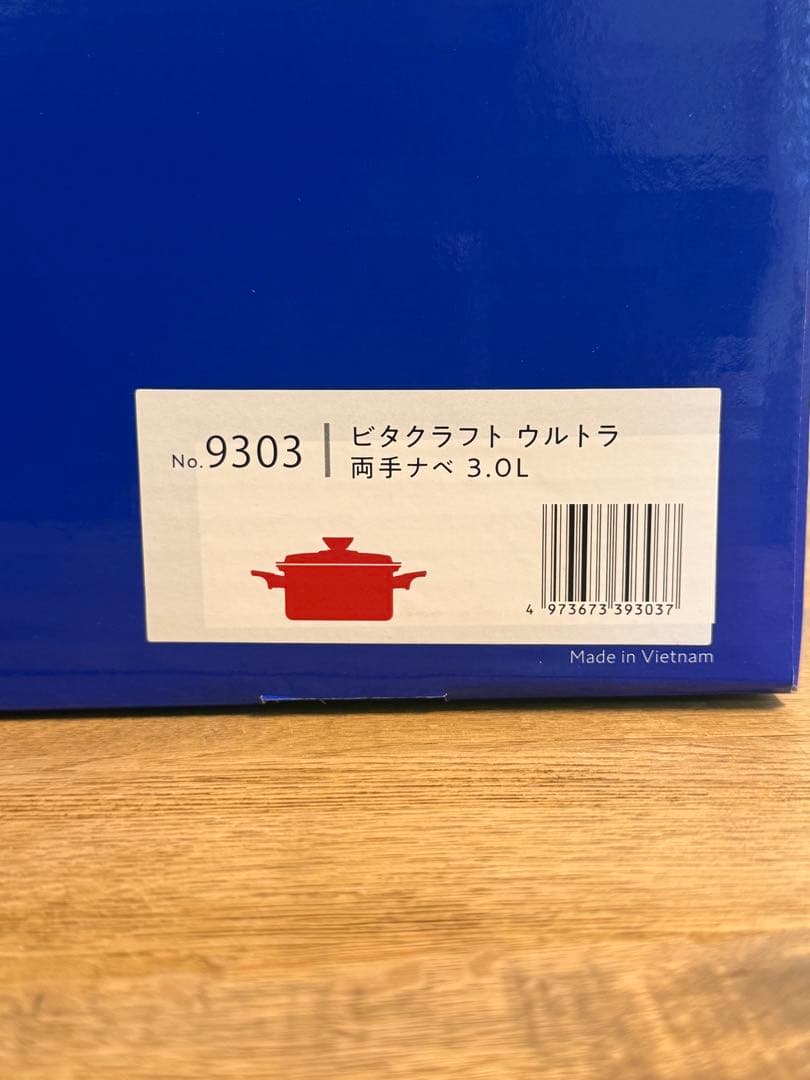 No.9303
ビタクラフト ウルトラ
両手ナベ 3.0L
4 973673 393037
Made in Vietnam